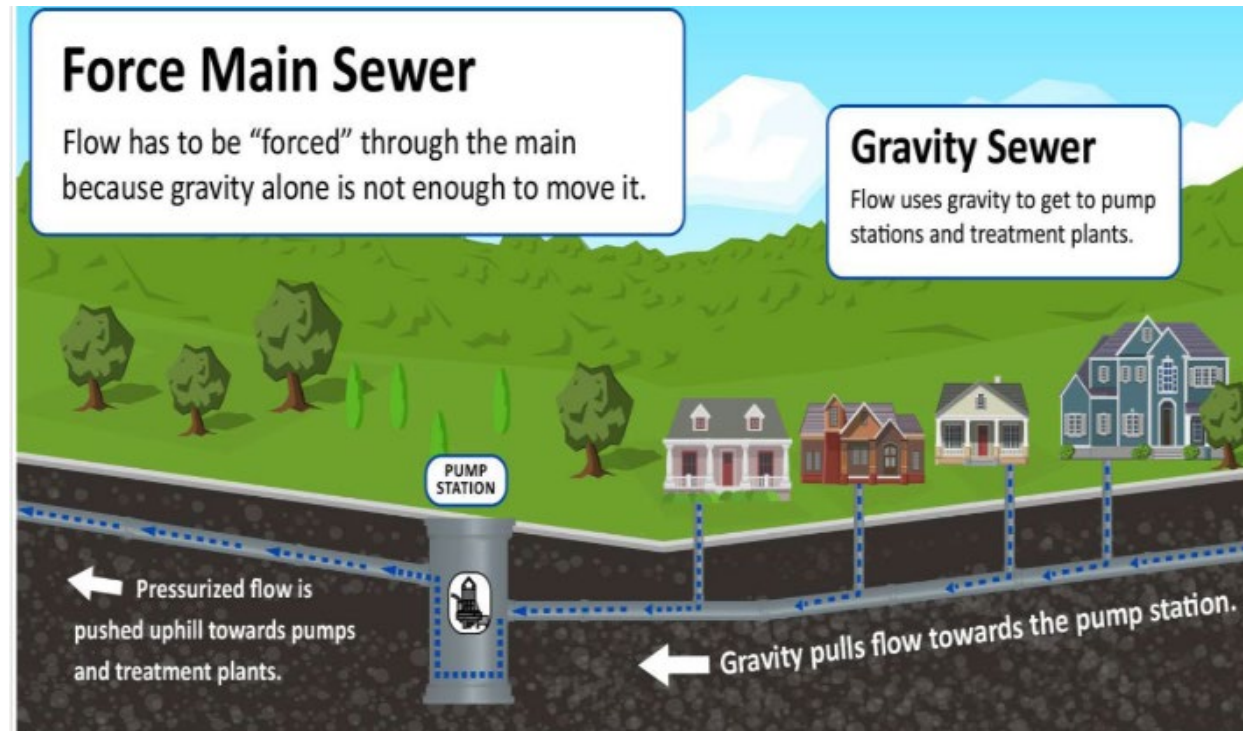 Force Main Sewer
Flow has to be “forced” through the main
because gravity alone is not enough to move it.
Gravity Sewer
Flow uses gravity to get to pump
stations and treatment plants.
PUMP
STATION
Pressurized flow is
pushed uphill towards pumps
and treatment plants.
Gravity pulls flow towards the pump station.